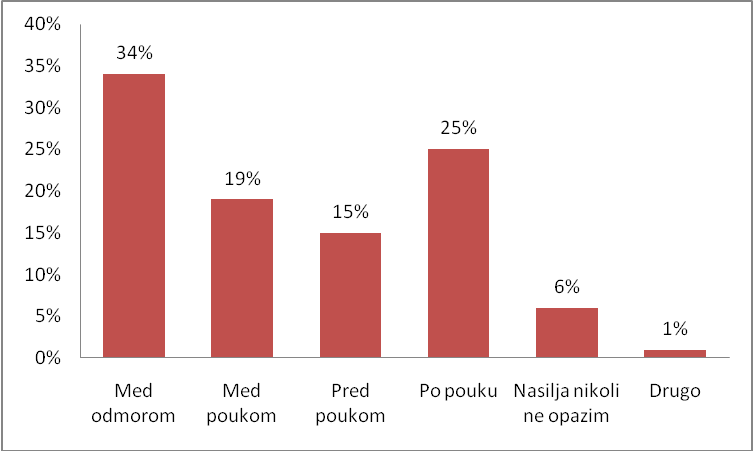 40%
35%
30%
25%
20%
15%
10%
5%
0%
34%
19%
15%
25%
6%
1%
Med
odmorom
Med
poukom
Pred
poukom
Po pouku
Nasilja nikoli
ne opazim
Drugo